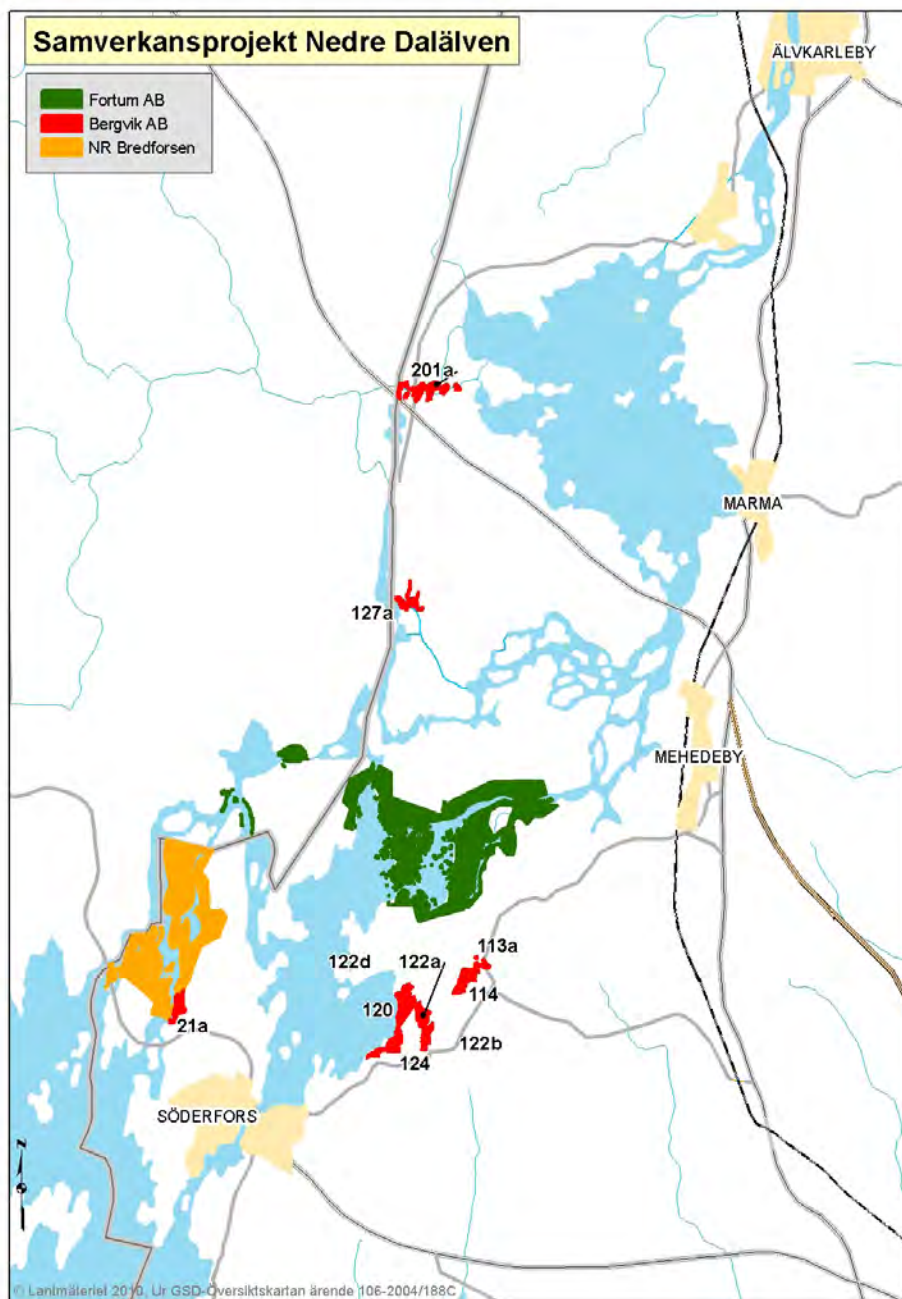 Samverkansprojekt Nedre Dalälven
Fortum AB
Bergvik AB
NR Bredforsen
ÄLVKARLEBY
201a
MARMA
127a
MEHEDEBY
113a
122d
122a
114
120
21a
122b
124
SÖDERFORS
N
© Lantmäteriet 2010. Ur GSD-Översiktskartan ärende 106-2004/188C